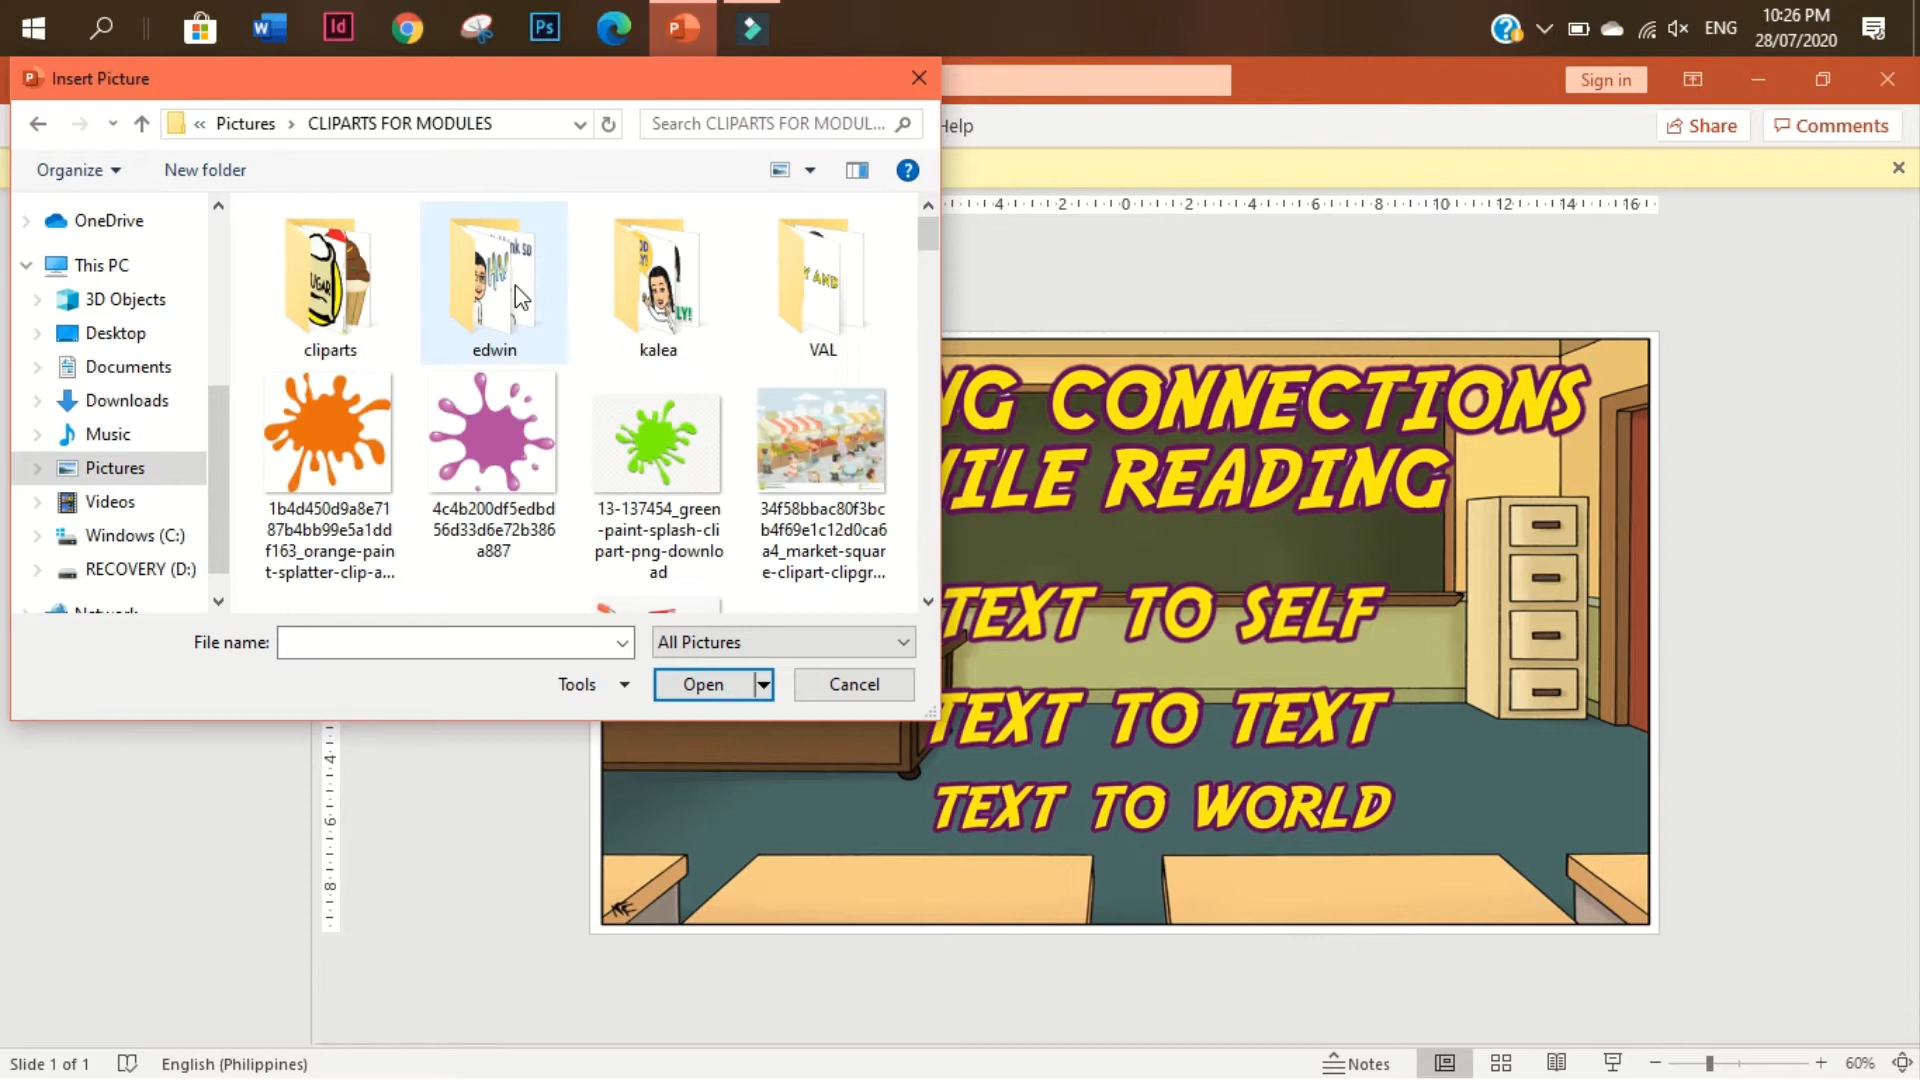 10:26 PM
ENG
28/07/2020
Insert Picture
Sign in
Pictures
CLIPARTS FOR MODULES
Search CLIPARTS FOR MODUL...
Help
Share
Comments
Organize
New folder
OneDrive
This PC
3D Objects
Desktop
Documents
Downloads
Music
Pictures
Videos
Windows (C:)
RECOVERY (D:)
Network
cliparts
edwin
kalea
VAL
1b4d450d9a8e71
87b4bb99e5a1dd
f163_orange-pain
t-splatter-clip-a...
4c4b200df5edbd
56d33d6e72b386
a887
13-137454_green
-paint-splash-cli
part-png-downlo
ad
34f58bbac80f3bc
b4f69e1c12d0ca6
a4_market-squar
e-clipart-clipgr...
File name:
All Pictures
Tools
Open
Cancel
NG CONNECTIONS
HILE READING
TEXT TO SELF
TEXT TO TEXT
TEXT TO WORLD
Slide 1 of 1
English (Philippines)
Notes
60%